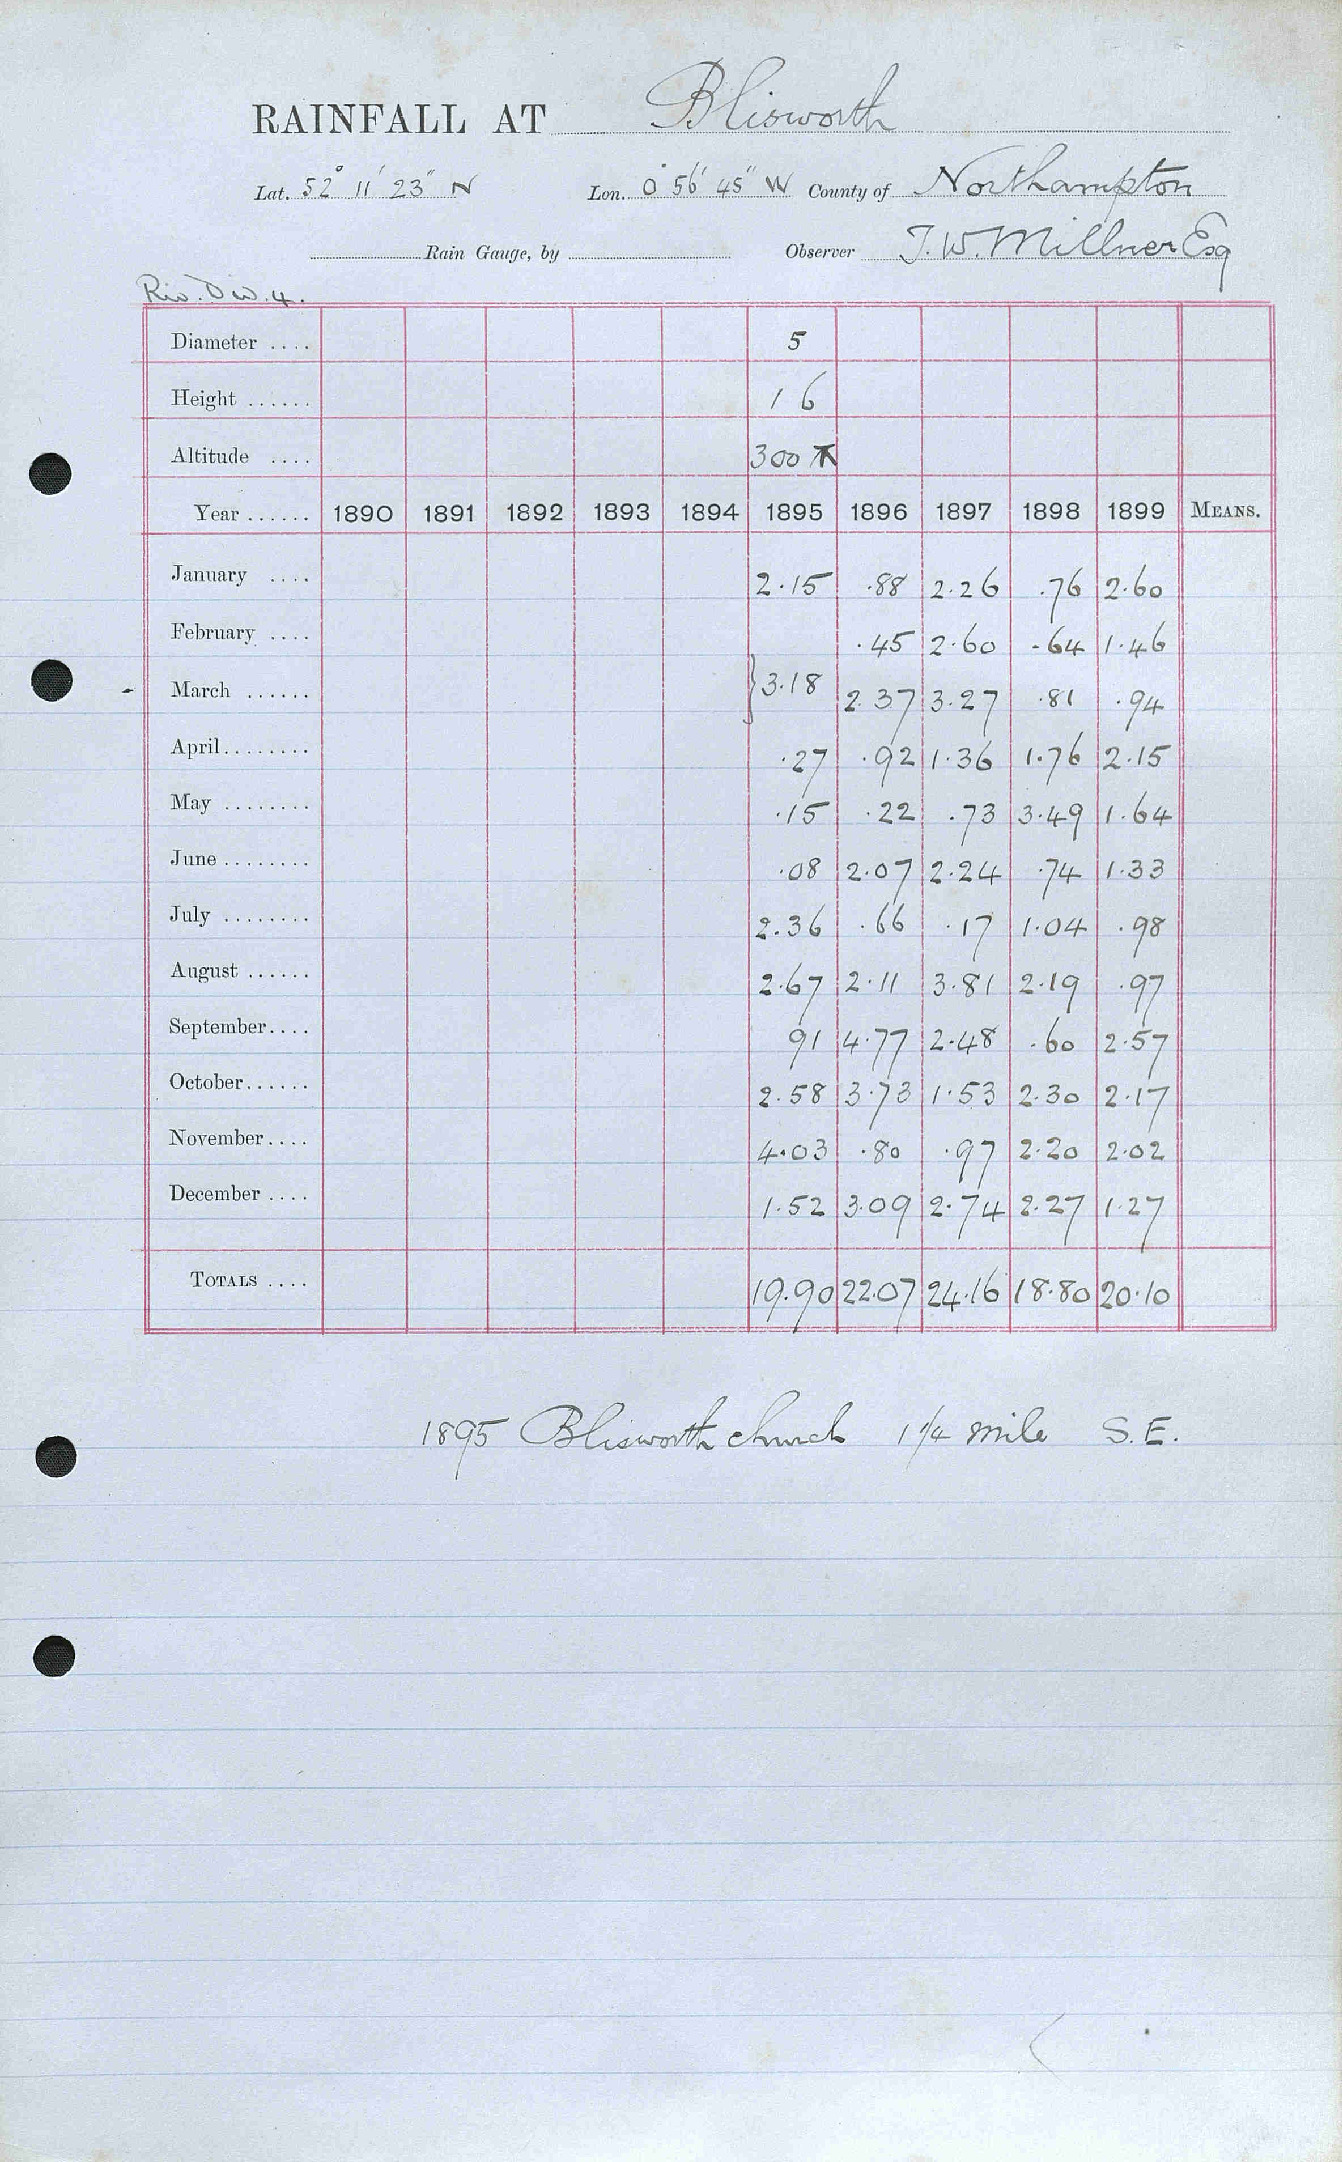 RAINFALL AT Blisworth
Lat. 52° 11' 23" N Lon. 0° 56' 45" W County of Northampton
Rain Gauge, by Observer J. W. Millner Esq
Riv. D W. 4.
Diameter .... 5
Height ...... 1 6
Altitude .... 300
Year ...... 1890 1891 1892 1893 1894 1895 1896 1897 1898 1899 MEANS.
January .... 2.15 .88 2.26 .76 2.60
February .... .45 2.60 .64 1.46
March ...... }3.18 2.37 3.27 .81 .94
April........ .27 .92 1.36 1.76 2.15
May ........ .15 .22 .73 3.49 1.64
June ........ .08 2.07 2.24 .74 1.33
July ........ 2.36 .66 .17 1.04 .98
August ...... 2.67 2.11 3.81 2.19 .97
September.... 91 4.77 2.48 .60 2.57
October...... 2.58 3.73 1.53 2.30 2.17
November.... 4.03 .80 .97 2.20 2.02
December .... 1.52 3.09 2.74 2.27 1.27
TOTALS .... 19.90 22.07 24.16 18.80 20.10
1895 Blisworth church 1 1/4 mile S.E.